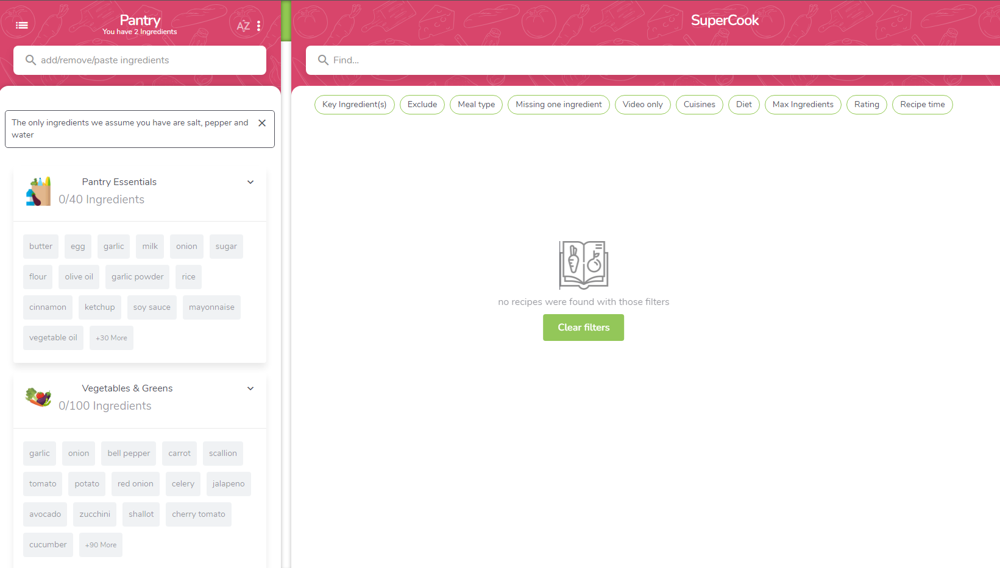 Pantry
You have 2 Ingredients
AZ
add/remove/paste ingredients
The only ingredients we assume you have are salt, pepper and
water
Pantry Essentials
0/40 Ingredients
butter egg garlic milk onion sugar
flour olive oil garlic powder rice
cinnamon ketchup soy sauce mayonnaise
vegetable oil +30 More
Vegetables & Greens
0/100 Ingredients
garlic onion bell pepper carrot scallion
tomato potato red onion celery jalapeno
avocado zucchini shallot cherry tomato
cucumber +90 More
SuperCook
Find...
Key Ingredient(s) Exclude Meal type Missing one ingredient Video only Cuisines Diet Max Ingredients Rating Recipe time
no recipes were found with those filters
Clear filters